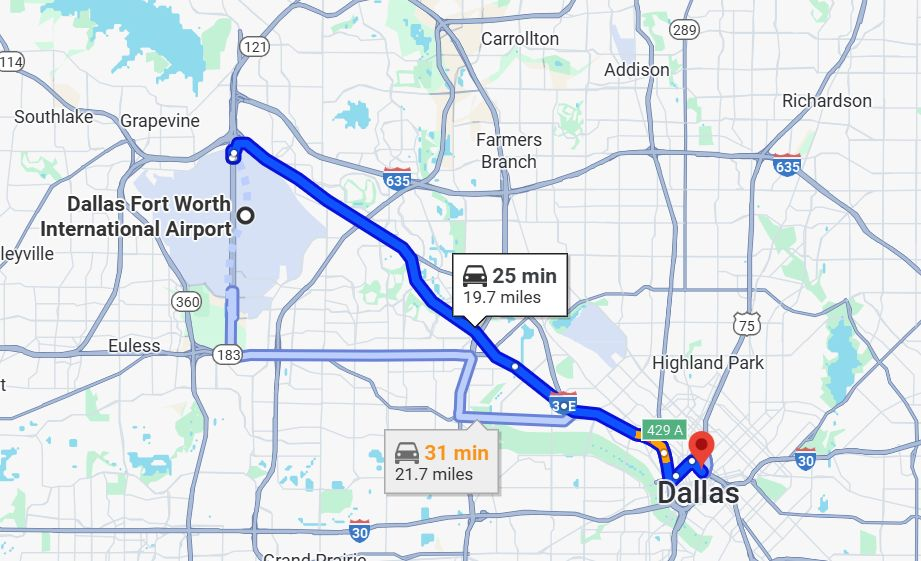 121
Carrollton
289
114
Addison
Southlake
Grapevine
Richardson
Farmers
Branch
635
635
Dallas Fort Worth
International Airport
leyville
25 min
19.7 miles
360
75
Euless
183
Highland Park
t
429 A
31 min
21.7 miles
30
Dallas
30
Grand Prairie